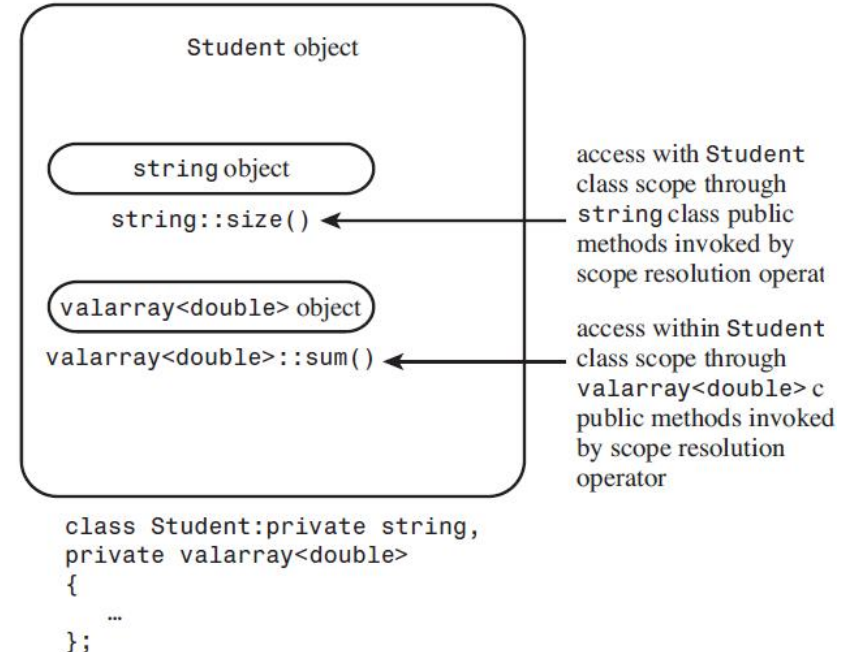 Student object
string object
string::size()
access with Student
class scope through
string class public
methods invoked by
scope resolution operat
valarray<double> object
valarray<double>::sum()
access within Student
class scope through
valarray<double> c
public methods invoked
by scope resolution
operator
class Student:private string,
private valarray<double>
{
…
};